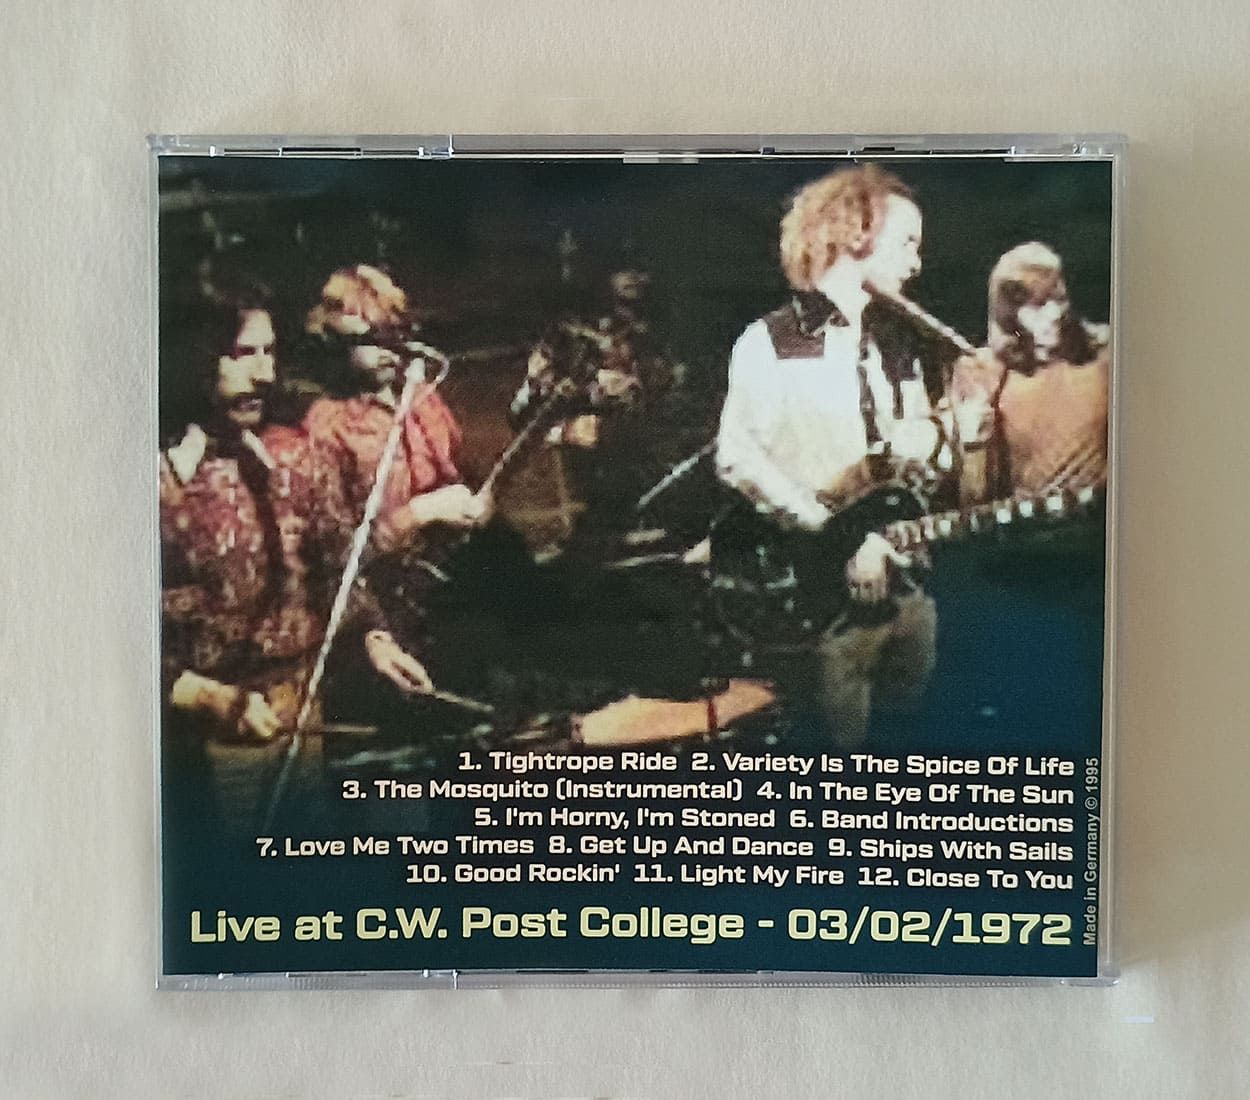 1. Tightrope Ride 2. Variety Is The Spice Of Life
3. The Mosquito (Instrumental) 4. In The Eye Of The Sun
5. I'm Horny, I'm Stoned 6. Band Introductions
7. Love Me Two Times 8. Get Up And Dance 9. Ships With Sails
10. Good Rockin' 11. Light My Fire 12. Close To You
Live at C.W. Post College - 03/02/1972
Made in Germany © 1995